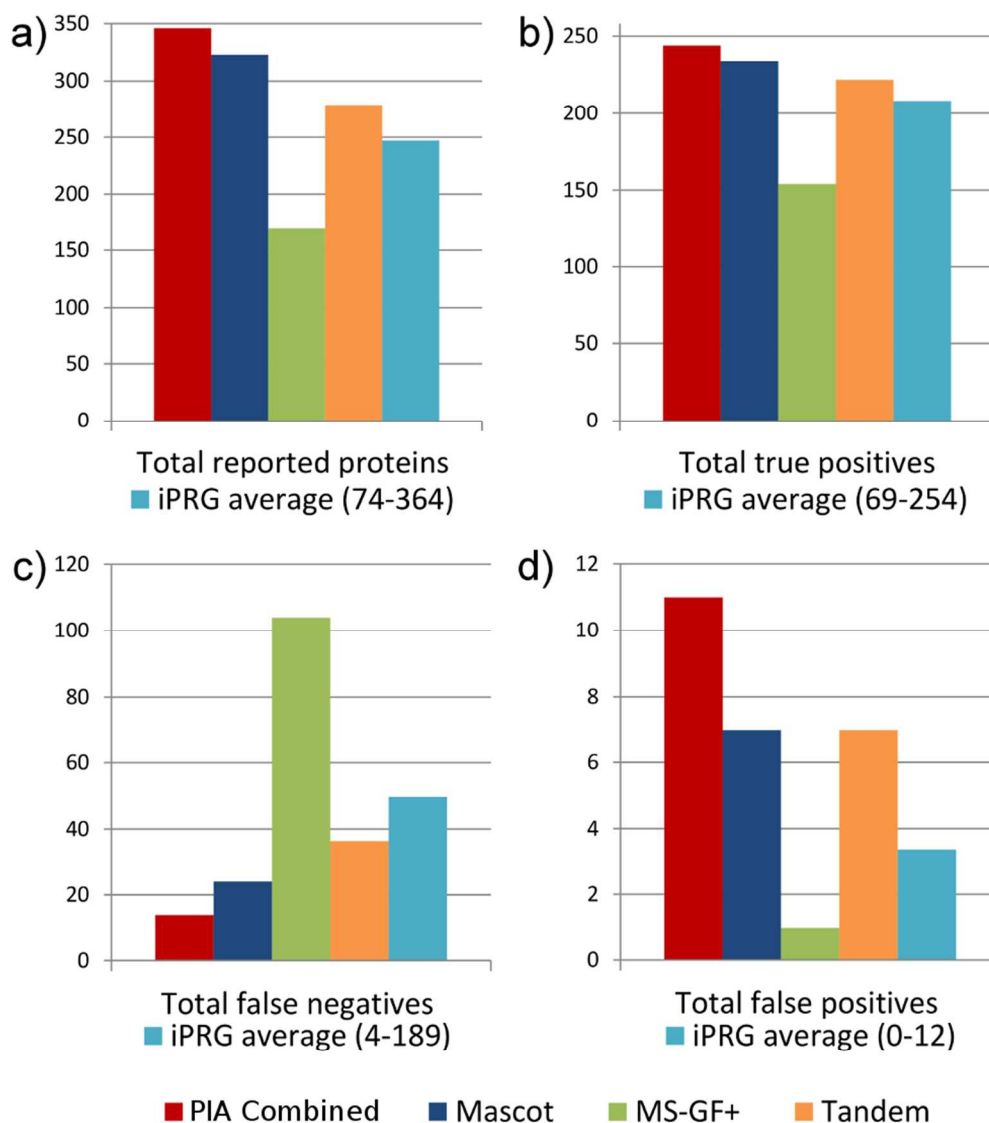 a)
350
300
250
200
150
100
50
0
Total reported proteins
iPRG average (74-364)
b)
250
200
150
100
50
0
Total true positives
iPRG average (69-254)
c)
120
100
80
60
40
20
0
Total false negatives
iPRG average (4-189)
d)
12
10
8
6
4
2
0
Total false positives
iPRG average (0-12)
PIA Combined Mascot MS-GF+ Tandem